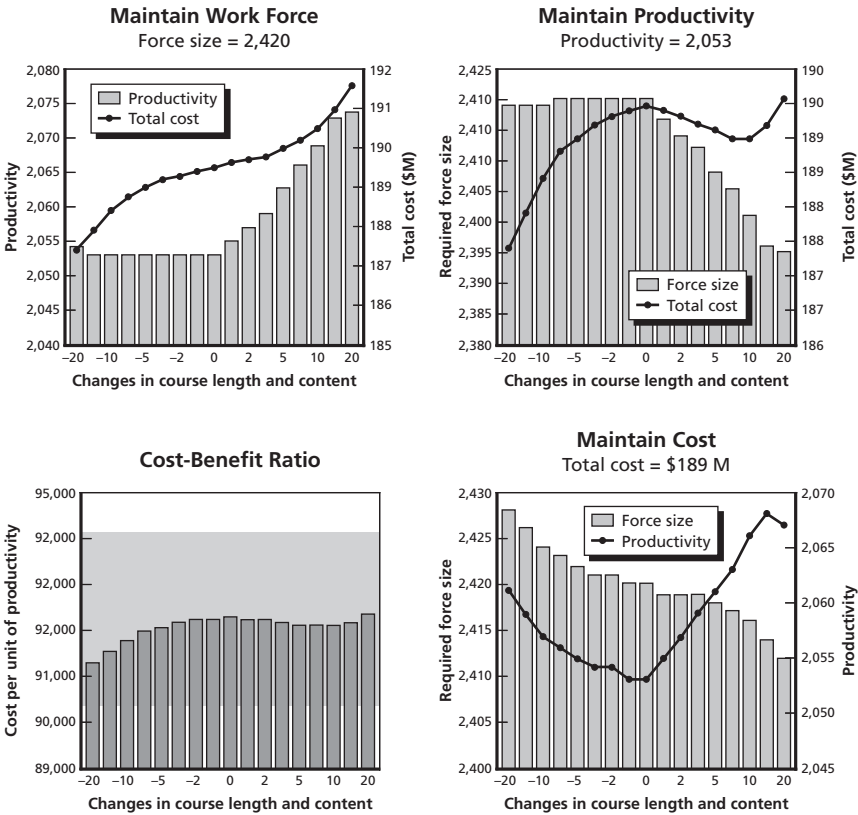 Maintain Work Force
Force size = 2,420
Productivity
2,080
2,075
2,070
2,065
2,060
2,055
2,050
2,045
2,040
Productivity
Total cost
192
191
190
189
188
187
186
185
Total cost ($M)
–20 –10 –5 –2 0 2 5 10 20
Changes in course length and content
Maintain Productivity
Productivity = 2,053
Required force size
2,425
2,410
2,410
2,410
2,405
2,400
2,395
2,390
2,385
2,380
Force size
Total cost
190
190
189
189
188
188
187
187
186
Total cost ($M)
–20 –10 –5 –2 0 2 5 10 20
Changes in course length and content
Cost-Benefit Ratio
Cost per unit of productivity
95,000
92,000
92,000
92,000
91,000
90,000
89,000
–20 –10 –5 –2 0 2 5 10 20
Changes in course length and content
Maintain Cost
Total cost = $189 M
Required force size
2,430
2,425
2,420
2,415
2,410
2,405
2,400
Force size
Productivity
2,070
2,065
2,060
2,055
2,050
2,045
Productivity
–20 –10 –5 –2 0 2 5 10 20
Changes in course length and content